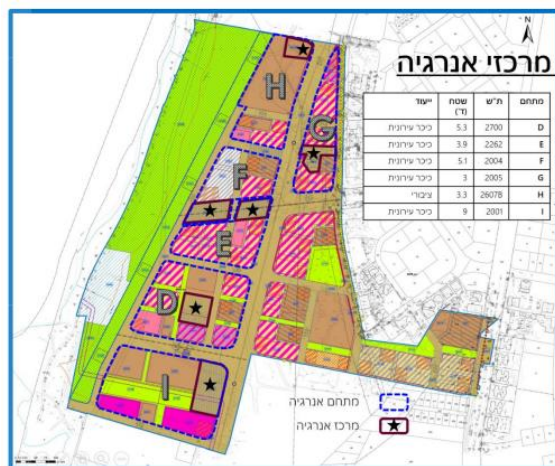 N
מרכזי אנרגיה
מתחם ת"ש שטח (ד') ייעוד
D 2700 5.3 כיכר עירונית
E 2262 3.9 כיכר עירונית
F 2004 5.1 כיכר עירונית
G 2005 3 כיכר עירונית
H 26078 3.3 ציבורי
I 2001 9 כיכר עירונית
H
G
F
E
D
I
מתחם אנרגיה
מרכז אנרגיה